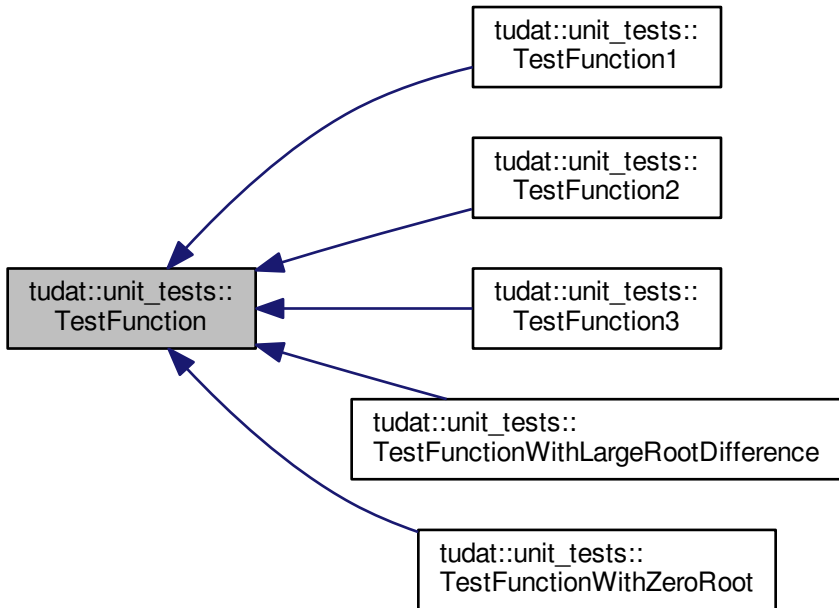 tudat::unit_tests::
TestFunction1
tudat::unit_tests::
TestFunction2
tudat::unit_tests::
TestFunction
tudat::unit_tests::
TestFunction3
tudat::unit_tests::
TestFunctionWithLargeRootDifference
tudat::unit_tests::
TestFunctionWithZeroRoot